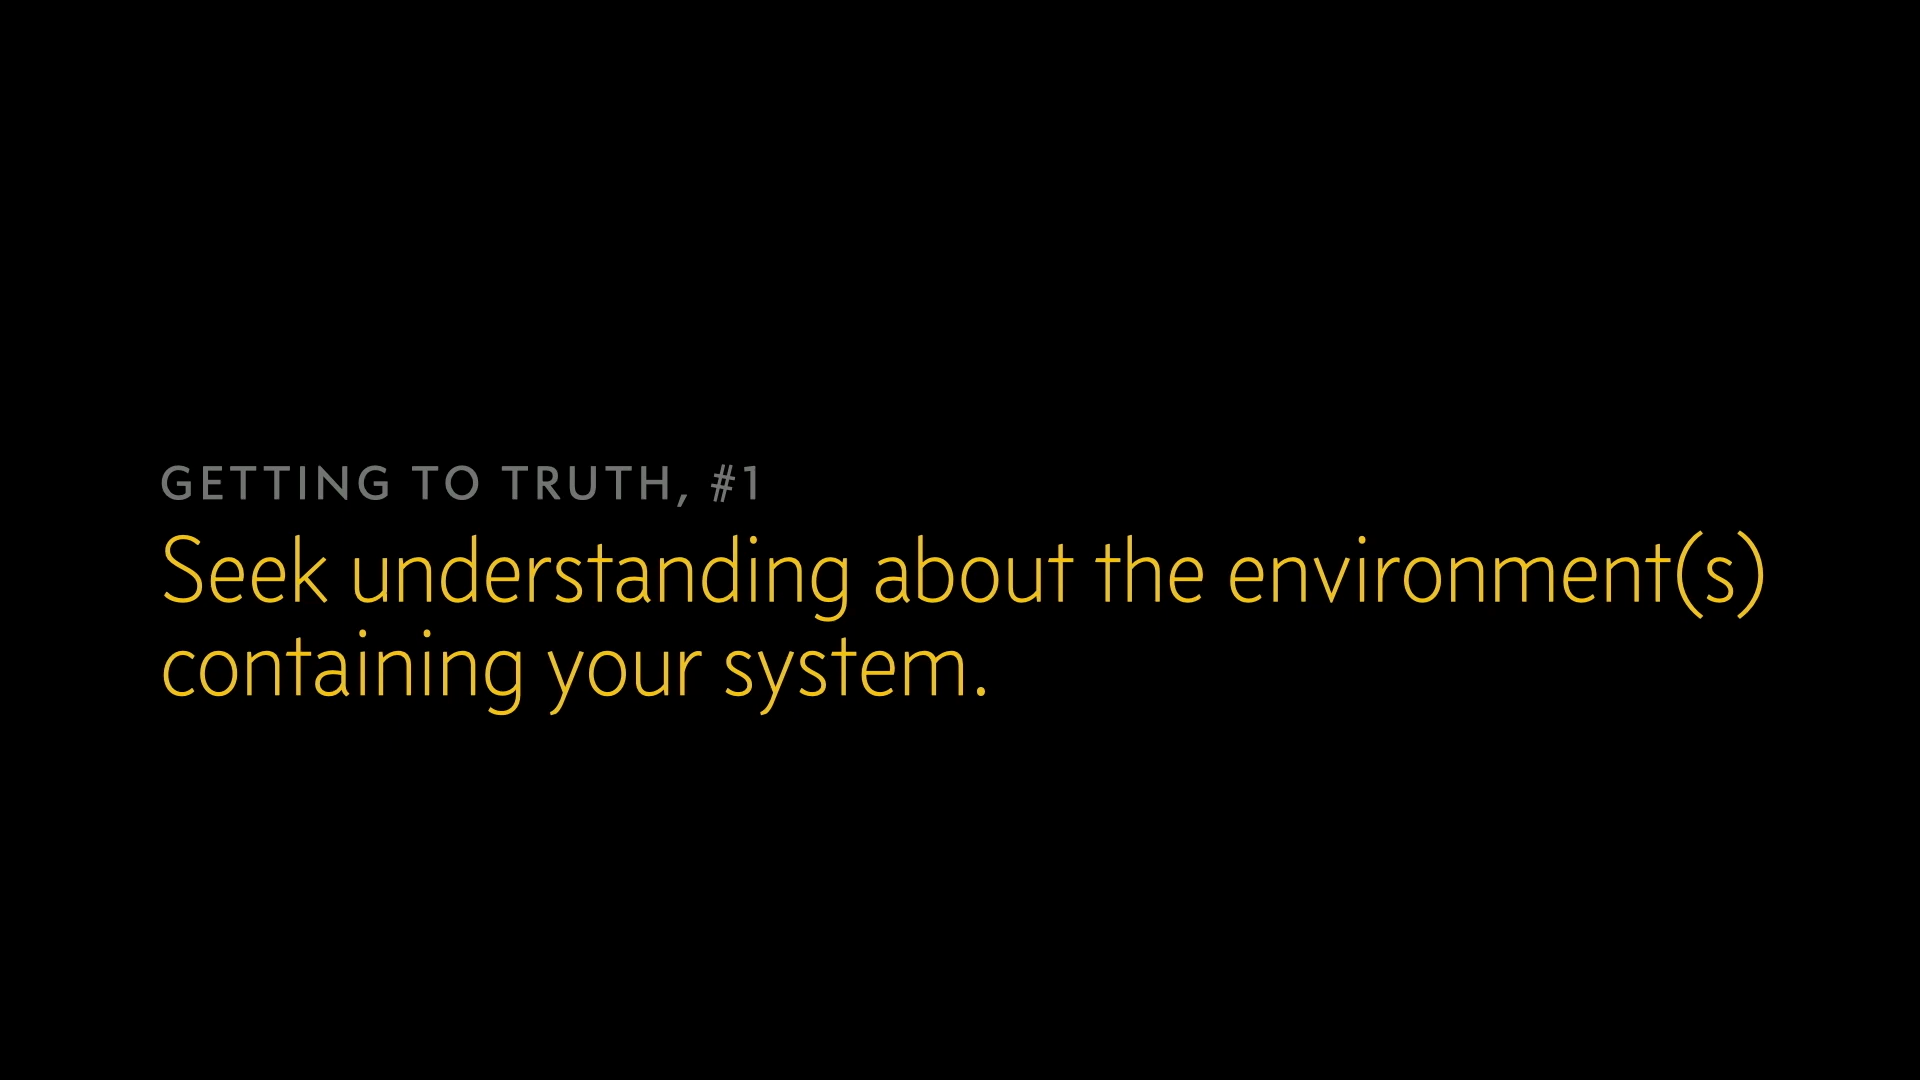 GETTING TO TRUTH, #1
Seek understanding about the environment(s)
containing your system.